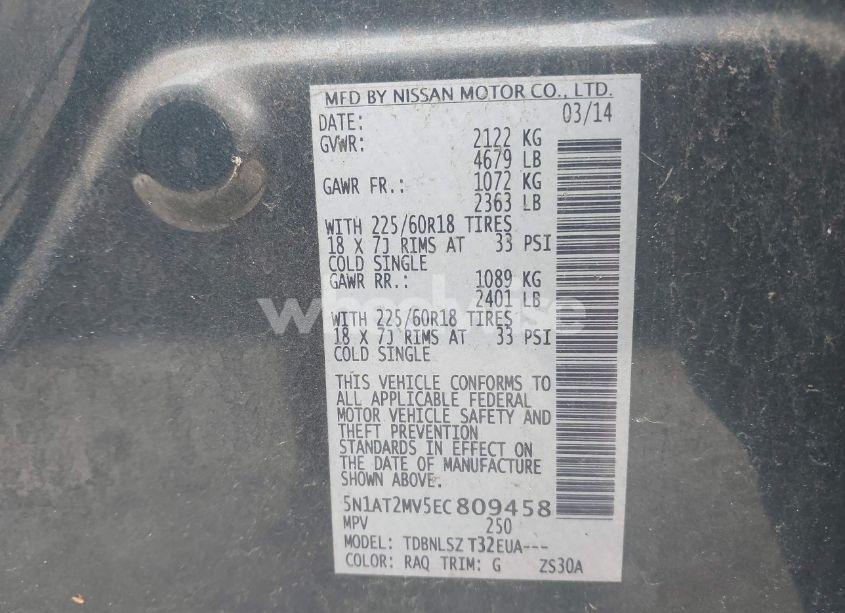 MFD BY NISSAN MOTOR CO., LTD.
DATE: 03/14
GVWR: 2122 KG
4679 LB
GAWR FR.: 1072 KG
2363 LB
WITH 225/60R18 TIRES
18 X 7J RIMS AT 33 PSI
COLD SINGLE
GAWR RR.: 1089 KG
2401 LB
WITH 225/60R18 TIRES
18 X 7J RIMS AT 33 PSI
COLD SINGLE
THIS VEHICLE CONFORMS TO
ALL APPLICABLE FEDERAL
MOTOR VEHICLE SAFETY AND
THEFT PREVENTION
STANDARDS IN EFFECT ON
THE DATE OF MANUFACTURE
SHOWN ABOVE.
5N1AT2MV5EC809458
MPV 250
MODEL: TDBNLSZ T32EUA---
COLOR: RAQ TRIM: G ZS30A